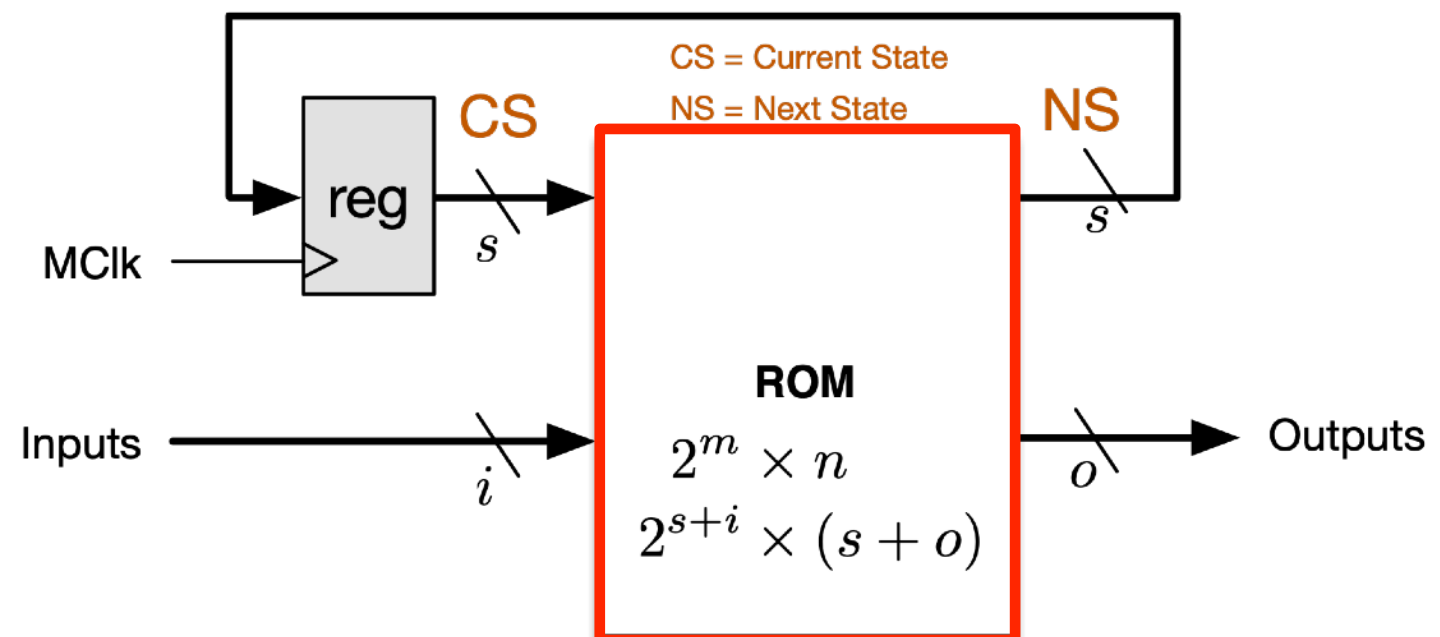 CS = Current State
NS = Next State
CS
NS
reg
s
s
MClk
ROM
Inputs
i
2^m × n
o
Outputs
2^{s+i} × (s + o)